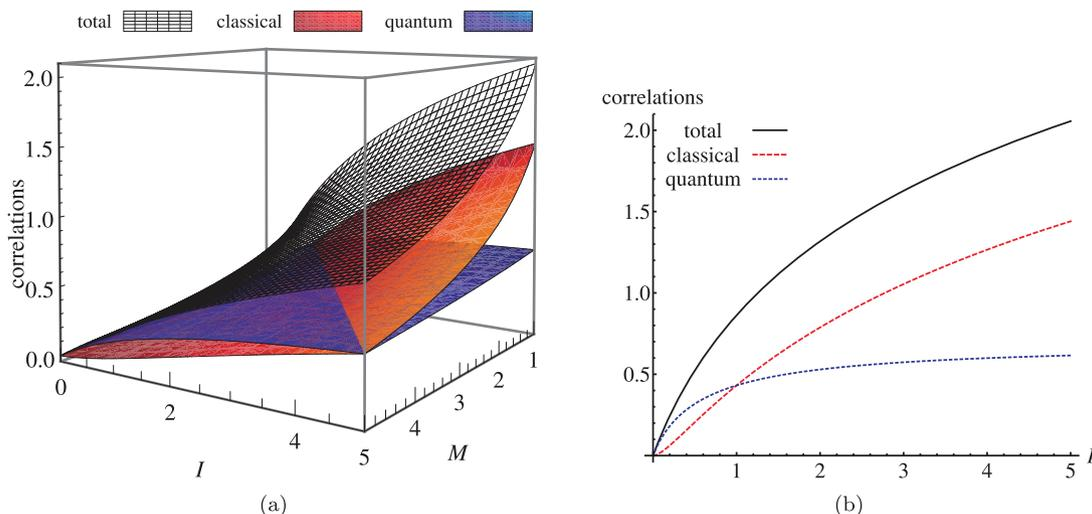 total classical quantum
correlations
2.0
1.5
1.0
0.5
0.0
0
2
4
5
I
1
2
3
4
M
(a)
correlations
total
classical
quantum
2.0
1.5
1.0
0.5
1 2 3 4 5
(b)